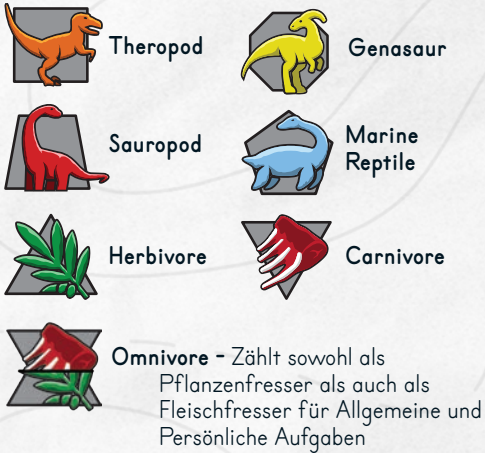 Theropod
Genasaur
Sauropod
Marine
Reptile
Herbivore
Carnivore
Omnivore - Zählt sowohl als
Pflanzenfresser als auch als
Fleischfresser für Allgemeine und
Persönliche Aufgaben